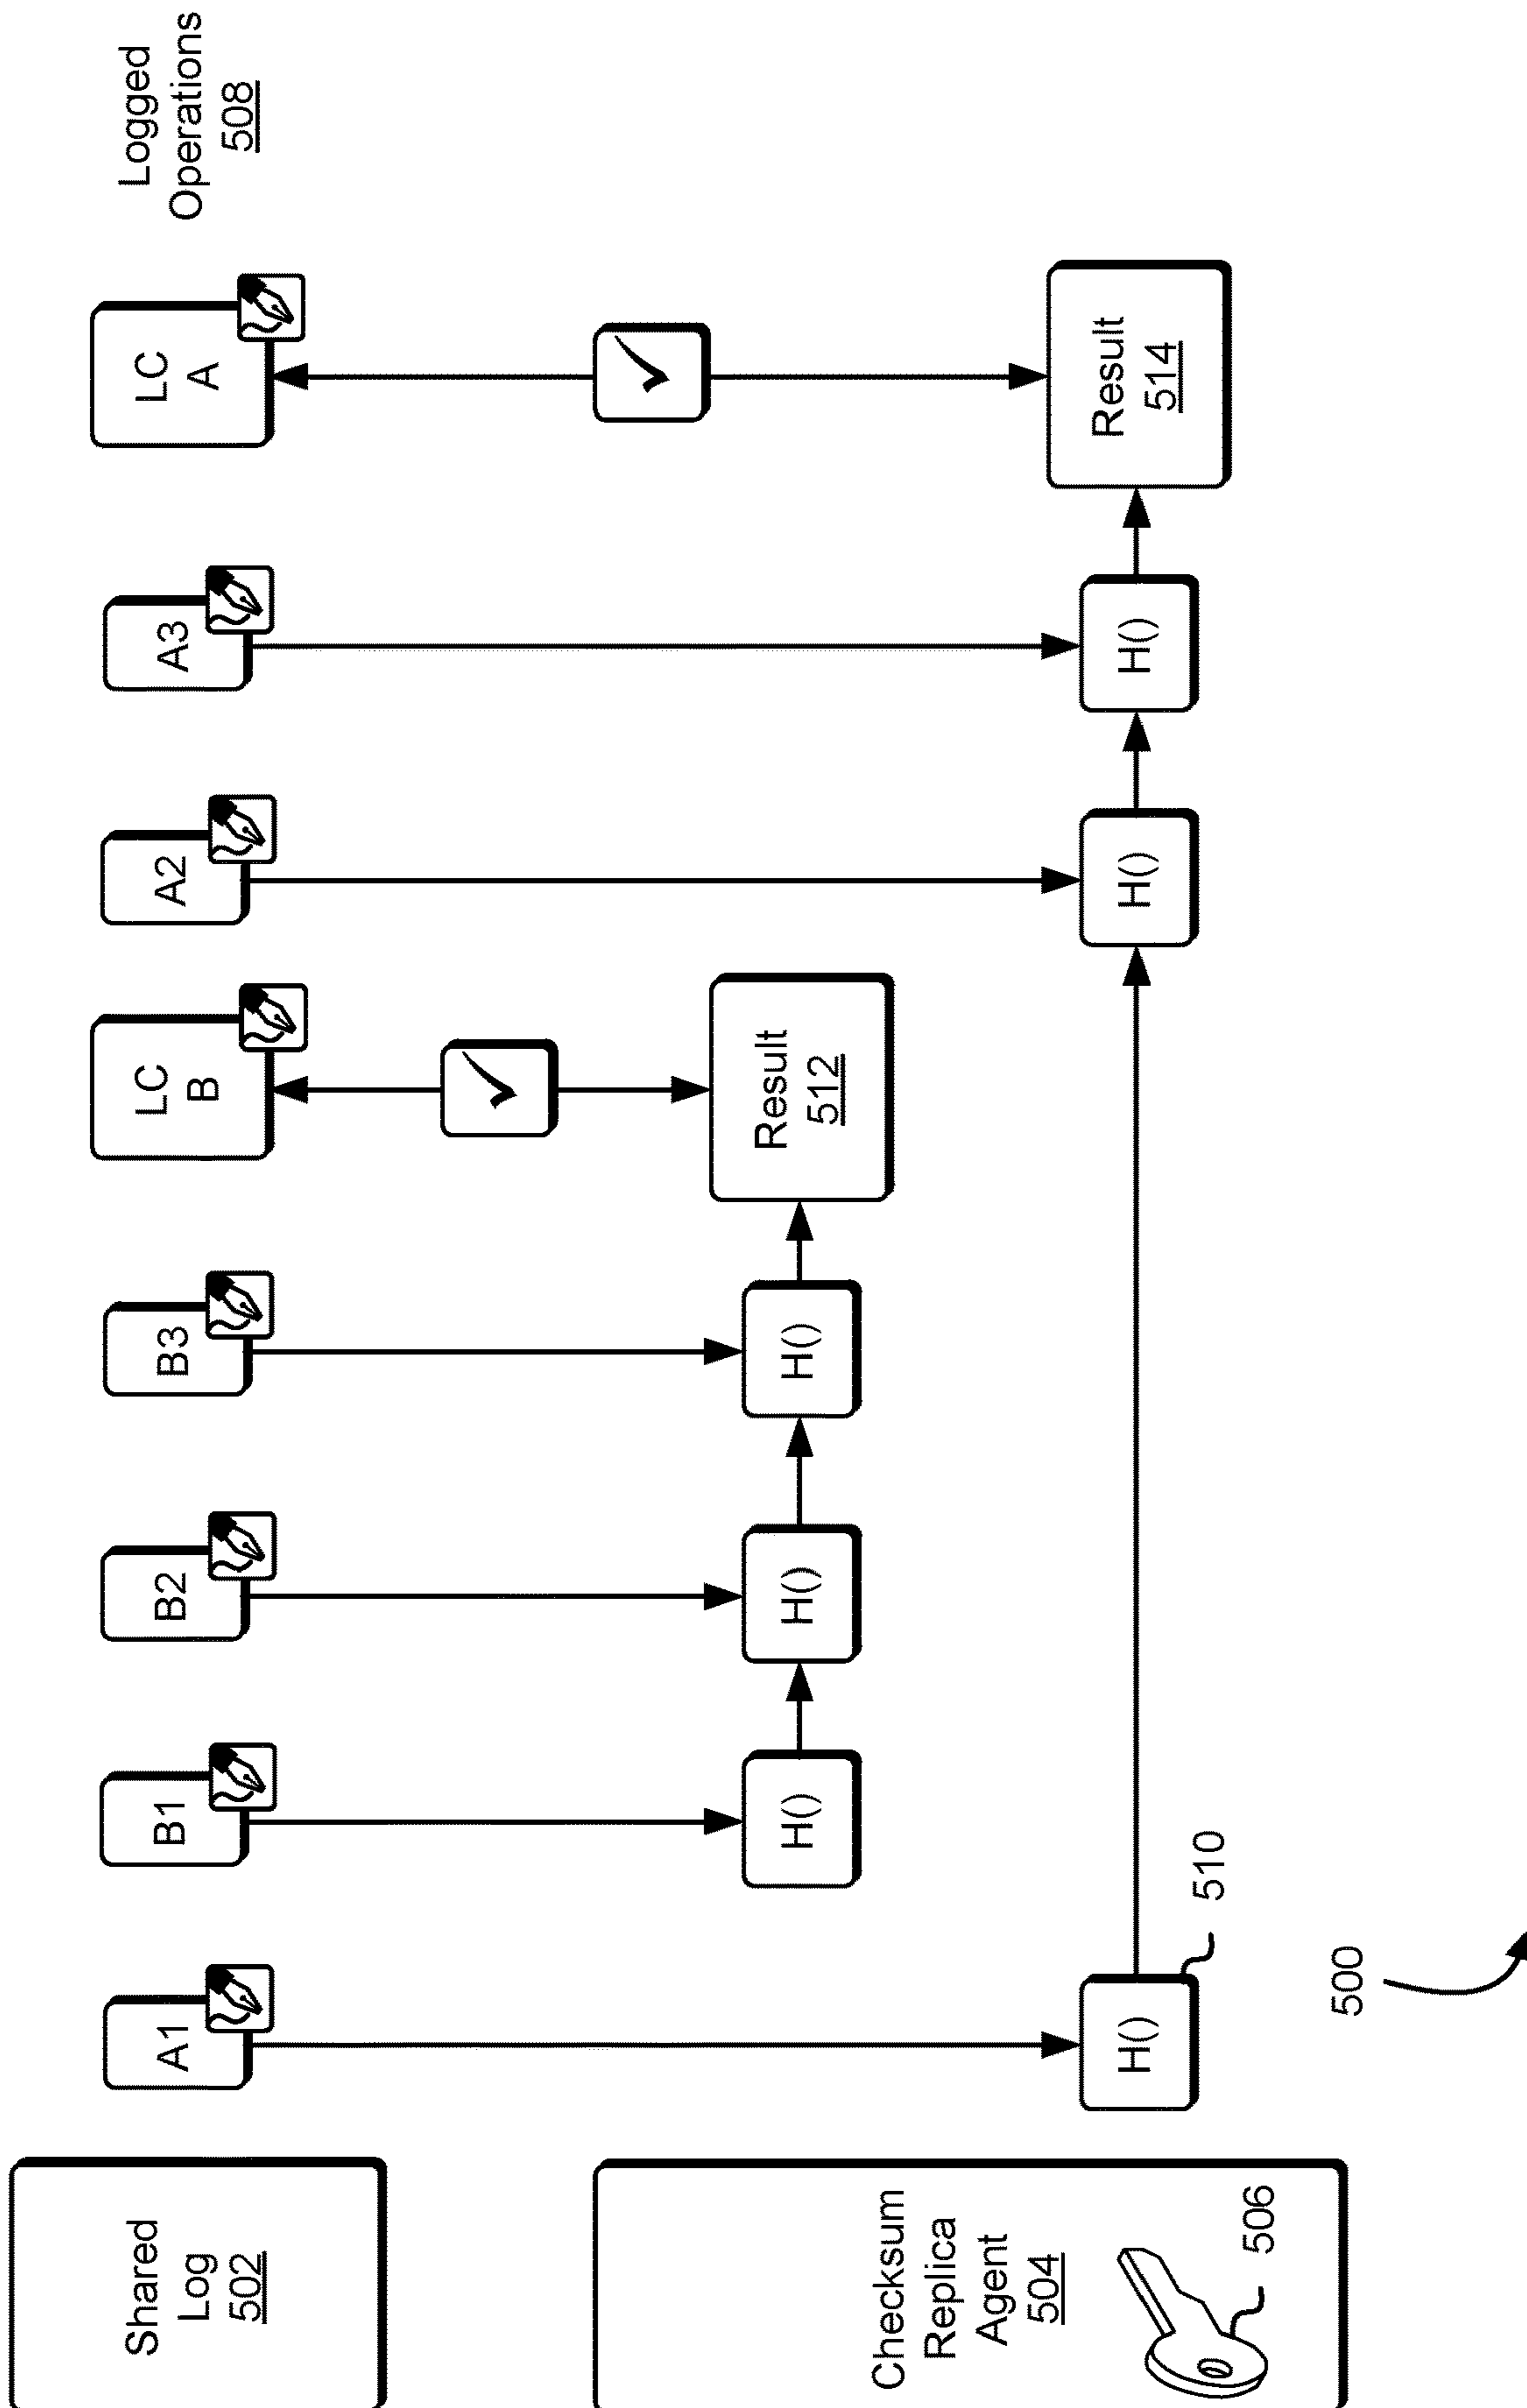 Shared
Log
502
A1
B1
B2
B3
LC
B
A2
A3
LC
A
Logged
Operations
508
Checksum
Replica
Agent
504
506
H()
H()
H()
Result
512
H()
510
H()
H()
Result
514
500